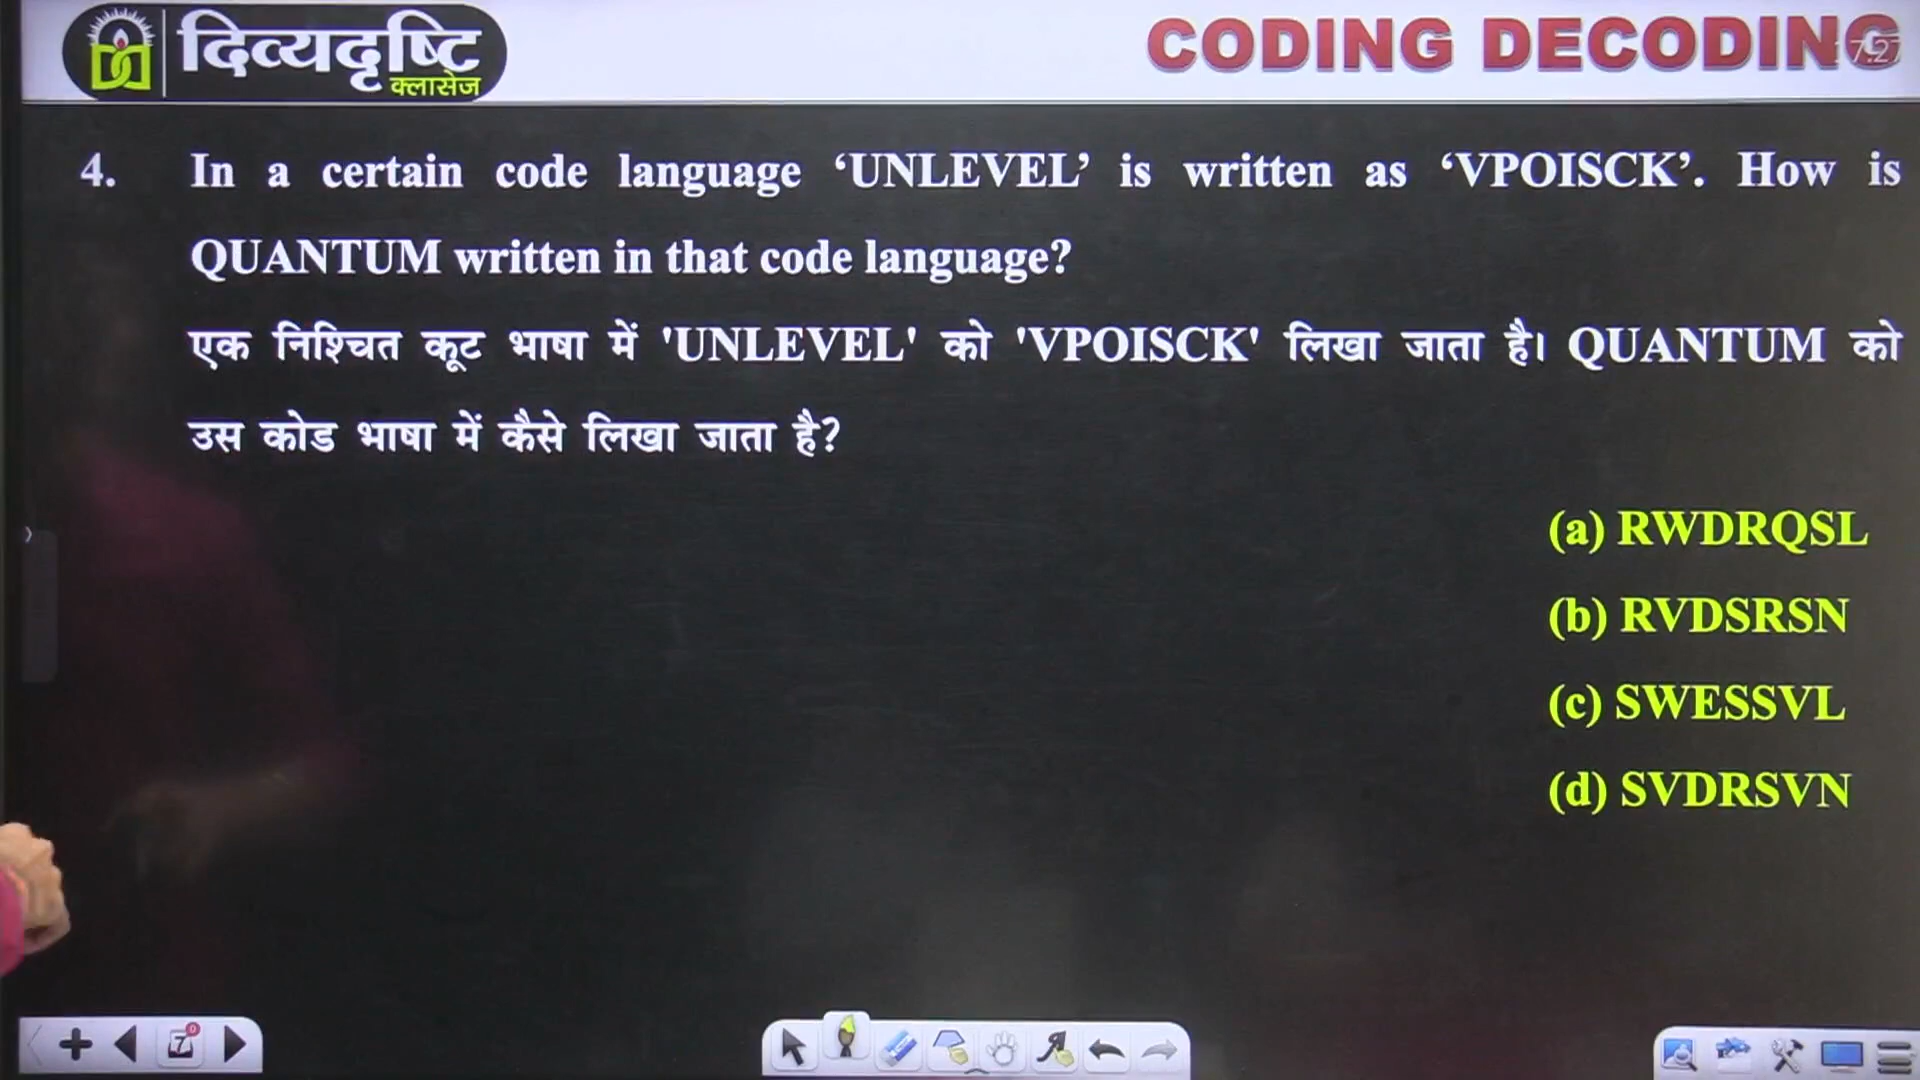 दिव्यदृष्टि
क्लासेज
CODING DECODING
4. In a certain code language ‘UNLEVEL’ is written as ‘VPOISCK’. How is
QUANTUM written in that code language?
एक निश्चित कूट भाषा में 'UNLEVEL' को 'VPOISCK' लिखा जाता है। QUANTUM को
उस कोड भाषा में कैसे लिखा जाता है?
(a) RWDRQSL
(b) RVDSRSN
(c) SWESSVL
(d) SVDRSVN
7